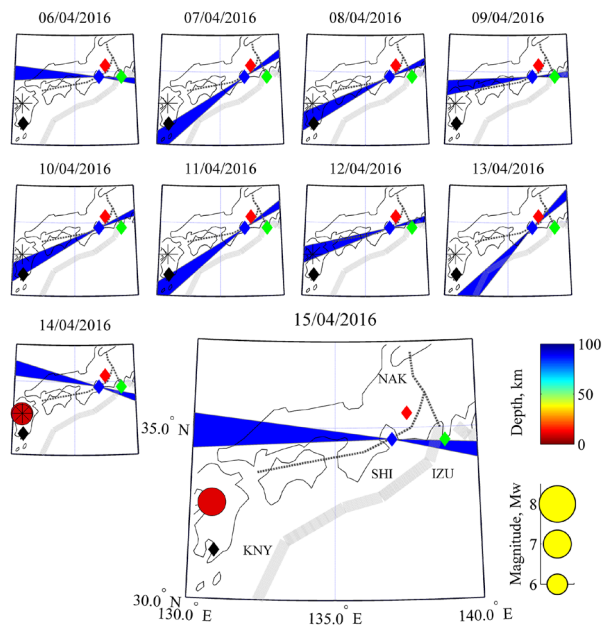 06/04/2016 07/04/2016 08/04/2016 09/04/2016
10/04/2016 11/04/2016 12/04/2016 13/04/2016
14/04/2016 15/04/2016
NAK
35.0° N
SHI IZU
KNY
30.0° N
130.0° E 135.0° E 140.0° E
Depth, km
100
50
0
Magnitude, Mw
8
7
6